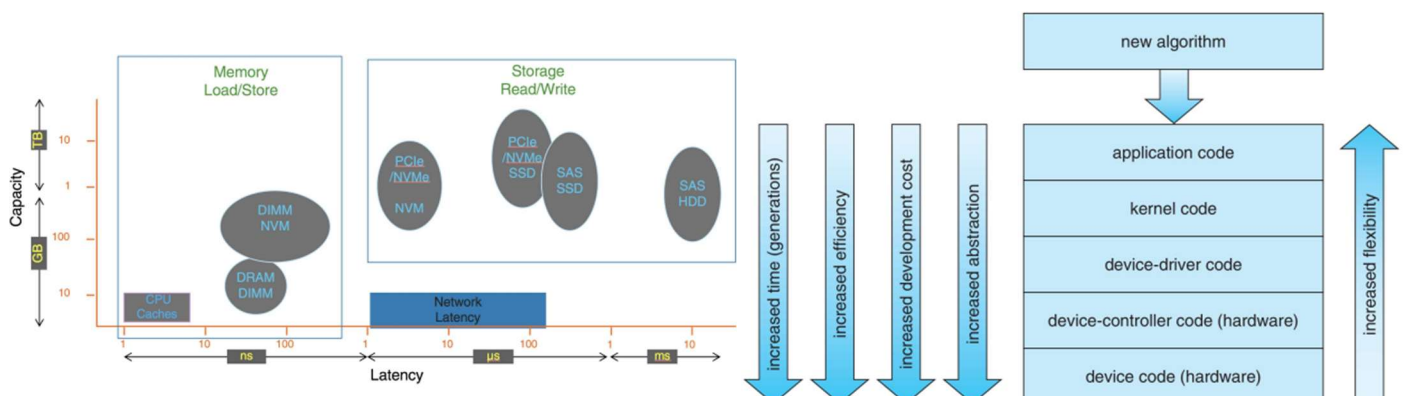 Memory
Load/Store
Storage
Read/Write
Capacity
TB
GB
10
1
100
10
PCIe
/NVMe
NVM
PCIe
/NVMe
SSD
SAS
SSD
SAS
HDD
DIMM
NVM
DRAM
DIMM
CPU
Caches
Network
Latency
1
10
100
1
10
100
1
10
ns
µs
ms
Latency
increased time (generations)
increased efficiency
increased development cost
increased abstraction
new algorithm
application code
kernel code
device-driver code
device-controller code (hardware)
device code (hardware)
increased flexibility